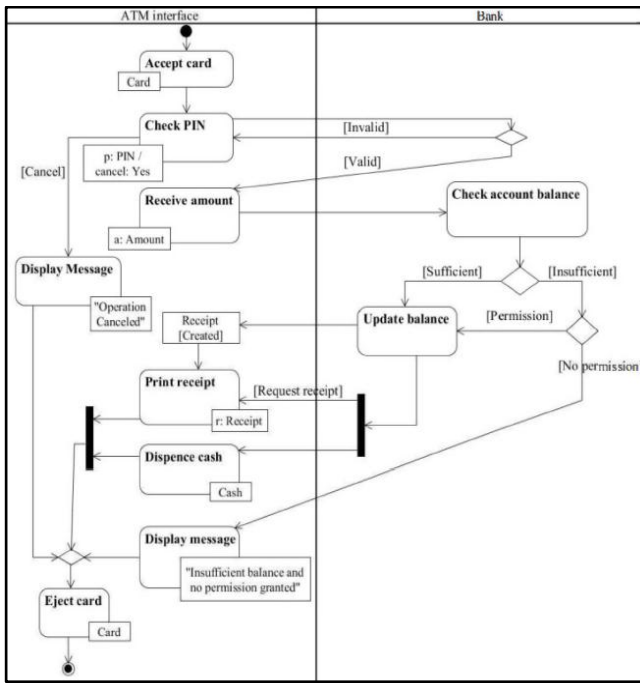 ATM interface
Bank
Accept card
Card
Check PIN
[Invalid]
p: PIN /
cancel: Yes
[Cancel]
[Valid]
Receive amount
a: Amount
Check account balance
Display Message
"Operation
Canceled"
[Sufficient]
[Insufficient]
Receipt
[Created]
Update balance
[Permission]
[No permission
Print receipt
[Request receipt]
r: Receipt
Dispence cash
Cash
Display message
"Insufficient balance and
no permission granted"
Eject card
Card